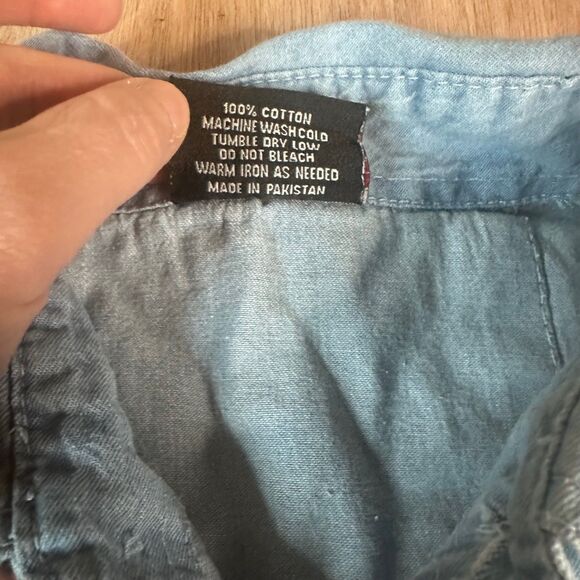 100% COTTON
MACHINE WASH COLD
TUMBLE DRY LOW
DO NOT BLEACH
WARM IRON AS NEEDED
MADE IN PAKISTAN